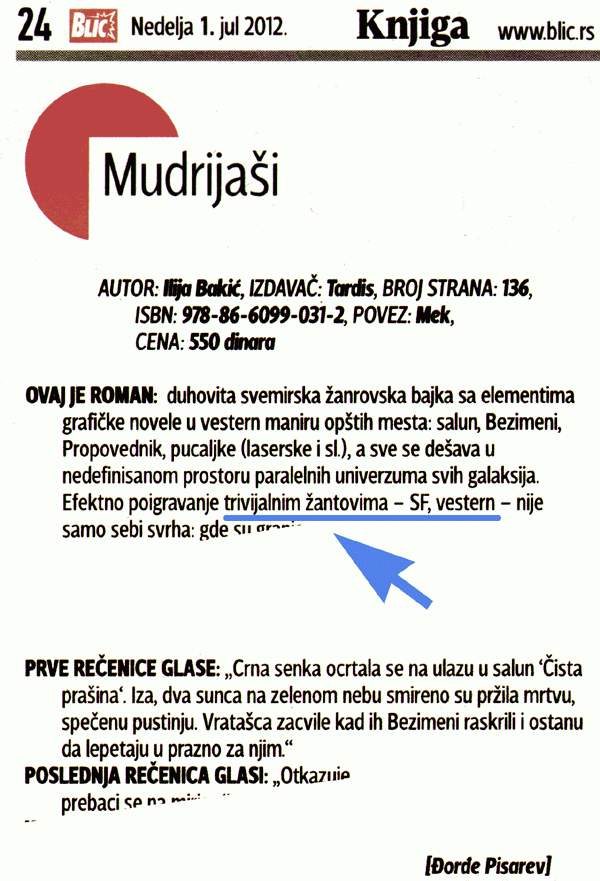 24 Blic Nedelja 1. jul 2012. Knjiga www.blic.rs
Mudrijaši
AUTOR: Ilija Bakić, IZDAVAČ: Tardis, BROJ STRANA: 136,
ISBN: 978-86-6099-031-2, POVEZ: Mek,
CENA: 550 dinara
OVAJ JE ROMAN: duhovita svemirska žanrovska bajka sa elementima
grafičke novele u vestern maniru opštih mesta: salun, Bezimeni,
Propovednik, pucaljke (laserske i sl.), a sve se dešava u
nedefinisanom prostoru paralelnih univerzuma svih galaksija.
Efektno poigravanje trivijalnim žantovima – SF, vestern – nije
samo sebi svrha: gde su
PRVE REČENICE GLASE: „Crna senka ocrtala se na ulazu u salun ‘Čista
prašina‘. Iza, dva sunca na zelenom nebu smireno su pržila mrtvu,
spečenu pustinju. Vratašca zacvile kad ih Bezimeni raskrili i ostanu
da lepetaju u prazno za njim.“
POSLEDNJA REČENICA GLASI: „Otkazuje
prebaci se na
[Đorđe Pisarev]